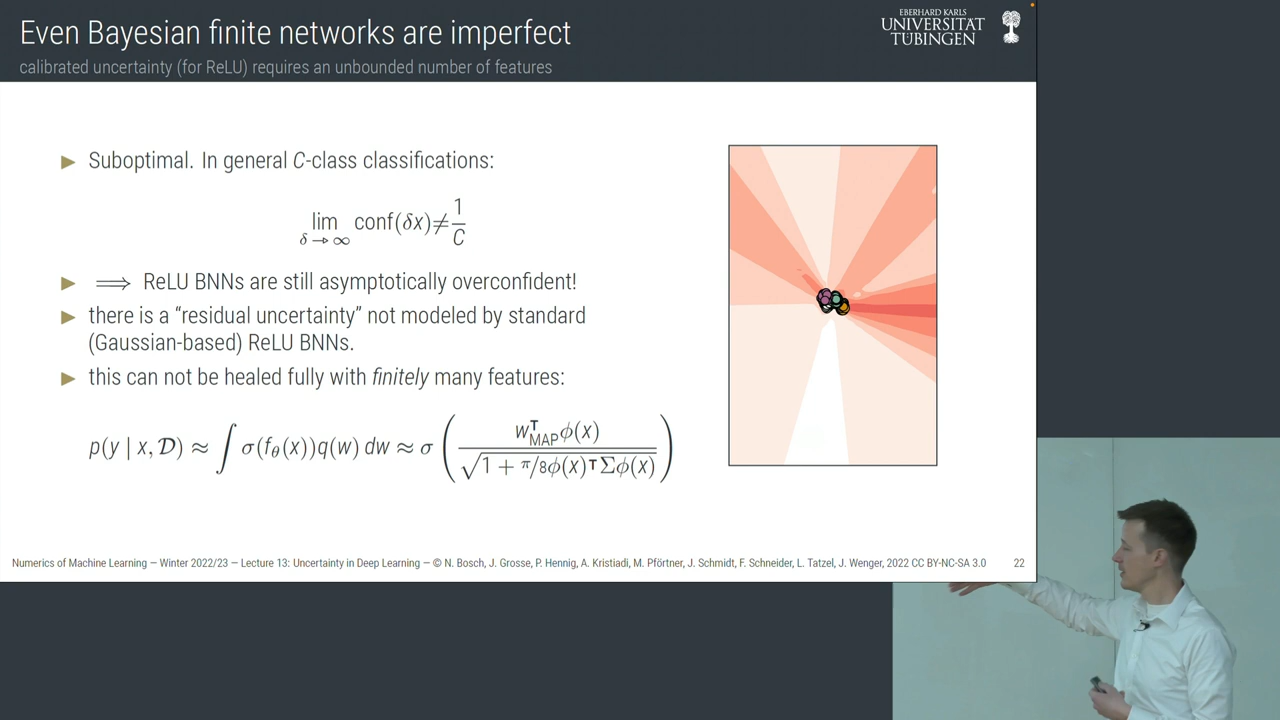 Even Bayesian finite networks are imperfect
calibrated uncertainty (for ReLU) requires an unbounded number of features
EBERHARD KARLS
UNIVERSITÄT
TÜBINGEN
▶ Suboptimal. In general C-class classifications:
lim_{δ→∞} conf(δx) ≠ 1/C
▶ ⟹ ReLU BNNs are still asymptotically overconfident!
▶ there is a “residual uncertainty” not modeled by standard
(Gaussian-based) ReLU BNNs.
▶ this can not be healed fully with finitely many features:
p(y | x, 𝒟) ≈ ∫ σ(f_θ(x))q(w) dw ≈ σ ( w_MAP^⊤ ϕ(x) / √(1 + π/8 ϕ(x)^⊤ Σϕ(x)) )
Numerics of Machine Learning — Winter 2022/23 — Lecture 13: Uncertainty in Deep Learning — © N. Bosch, J. Grosse, P. Hennig, A. Kristiadi, M. Pförtner, J. Schmidt, F. Schneider, L. Tatzel, J. Wenger, 2022 CC BY-NC-SA 3.0
22